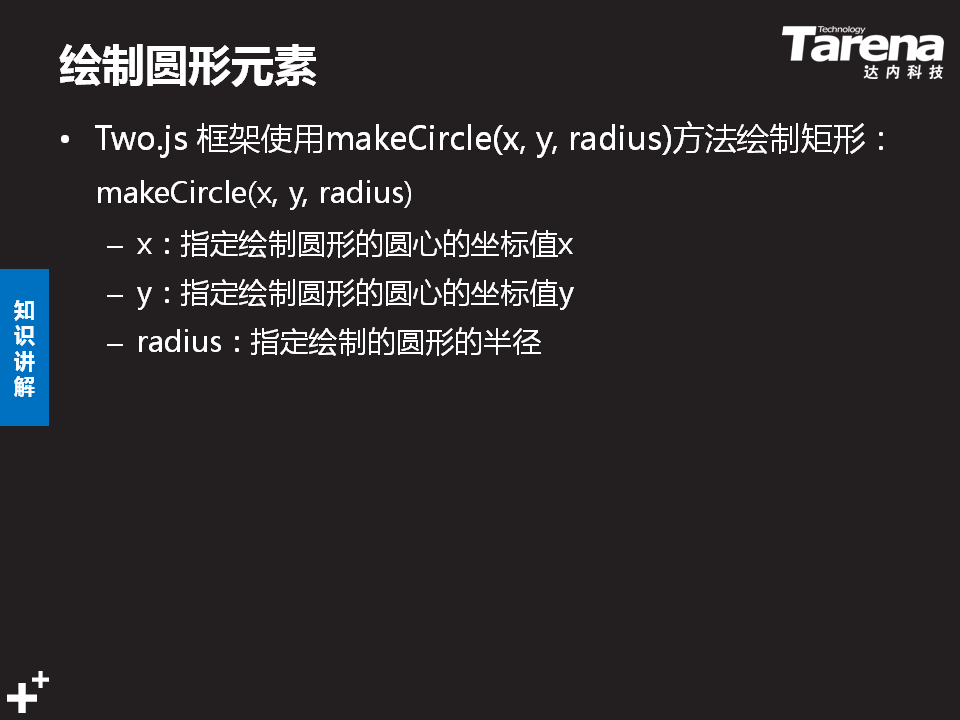 绘制圆形元素
Technology
Tarena
达内科技
• Two.js 框架使用makeCircle(x, y, radius)方法绘制矩形：
makeCircle(x, y, radius)
– x：指定绘制圆形的圆心的坐标值x
– y：指定绘制圆形的圆心的坐标值y
– radius：指定绘制的圆形的半径
知识讲解